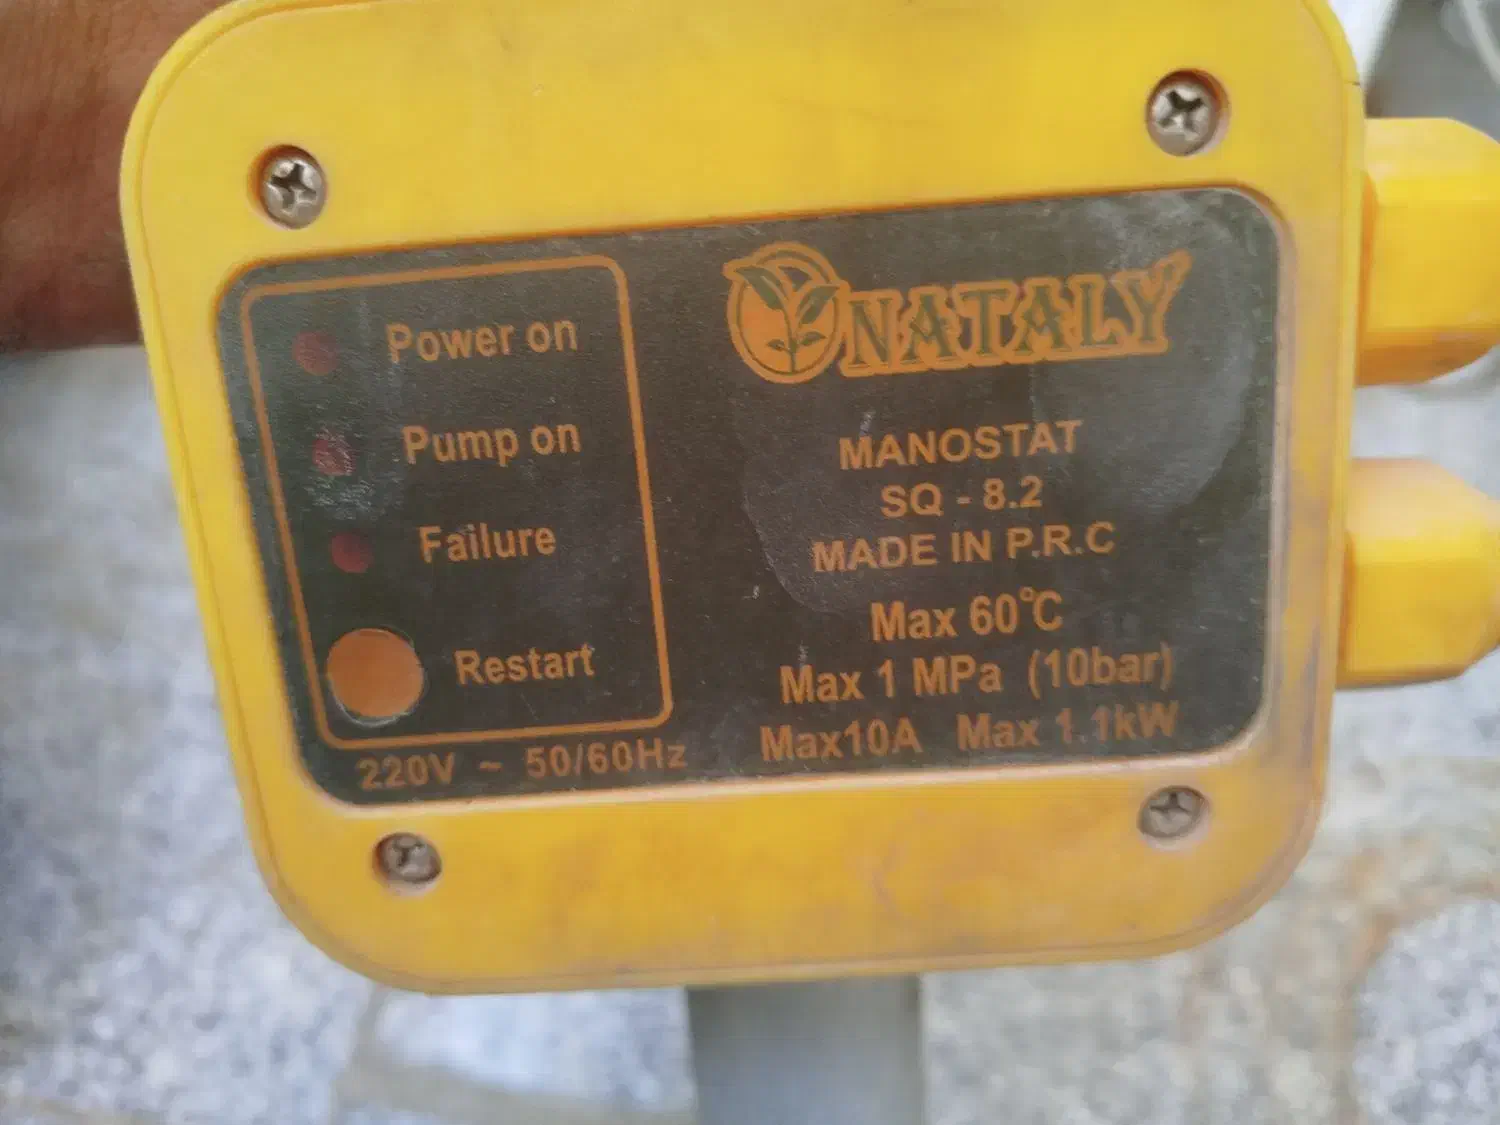 Power on
Pump on
Failure
Restart
220V ~ 50/60Hz
NATALY
MANOSTAT
SQ - 8.2
MADE IN P.R.C
Max 60°C
Max 1 MPa (10bar)
Max10A Max 1.1kW